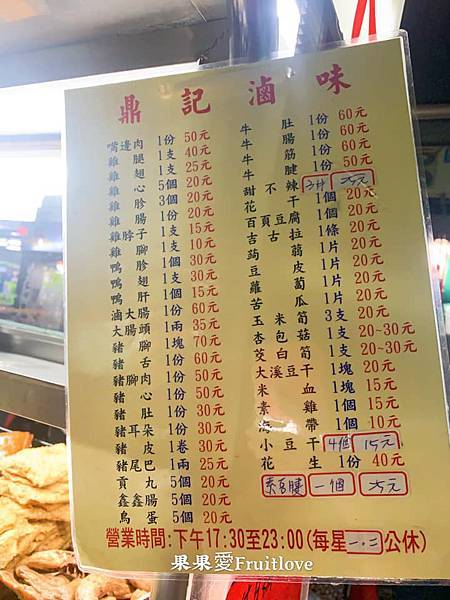 鼎記滷味
嘴邊肉 1份 50元
雞腿 1支 40元
雞翅 1支 25元
雞心 5個 20元
雞胗 3個 20元
雞腸 1份 20元
雞脖子 1支 15元
雞腳 1支 10元
鴨胗 1個 30元
鴨翅 1支 30元
鴨肝 1個 15元
滷大腸 1份 60元
大腸頭 1兩 35元
豬腳 1塊 70元
豬舌 1份 60元
豬腳肉 1份 50元
豬心 1份 50元
豬肚 1份 30元
豬耳朵 1份 30元
豬皮 1卷 30元
豬尾巴 1兩 25元
貢丸 5個 20元
鑫鑫腸 5個 20元
鳥蛋 5個 20元
牛肚 1份 60元
牛腸 1份 60元
牛筋 1份 60元
牛腱 1份 50元
甜不辣
花干 1個 20元
百頁豆腐 1個 20元
吉古拉 1條 20元
蒟蒻 1片 20元
豆皮 1片 20元
蘿蔔 1片 20元
苦瓜 1片 20元
玉米筍 3支 20元
杏包菇 1支 20~30元
茭白筍 1支 20~30元
大溪豆干 1塊 20元
米血 1塊 15元
素雞 1個 15元
海帶 1個 10元
小豆干 4個 15元
花生 1份 40元
一個
營業時間:下午17:30至23:00(每星一.二公休)
果果愛Fruitlove